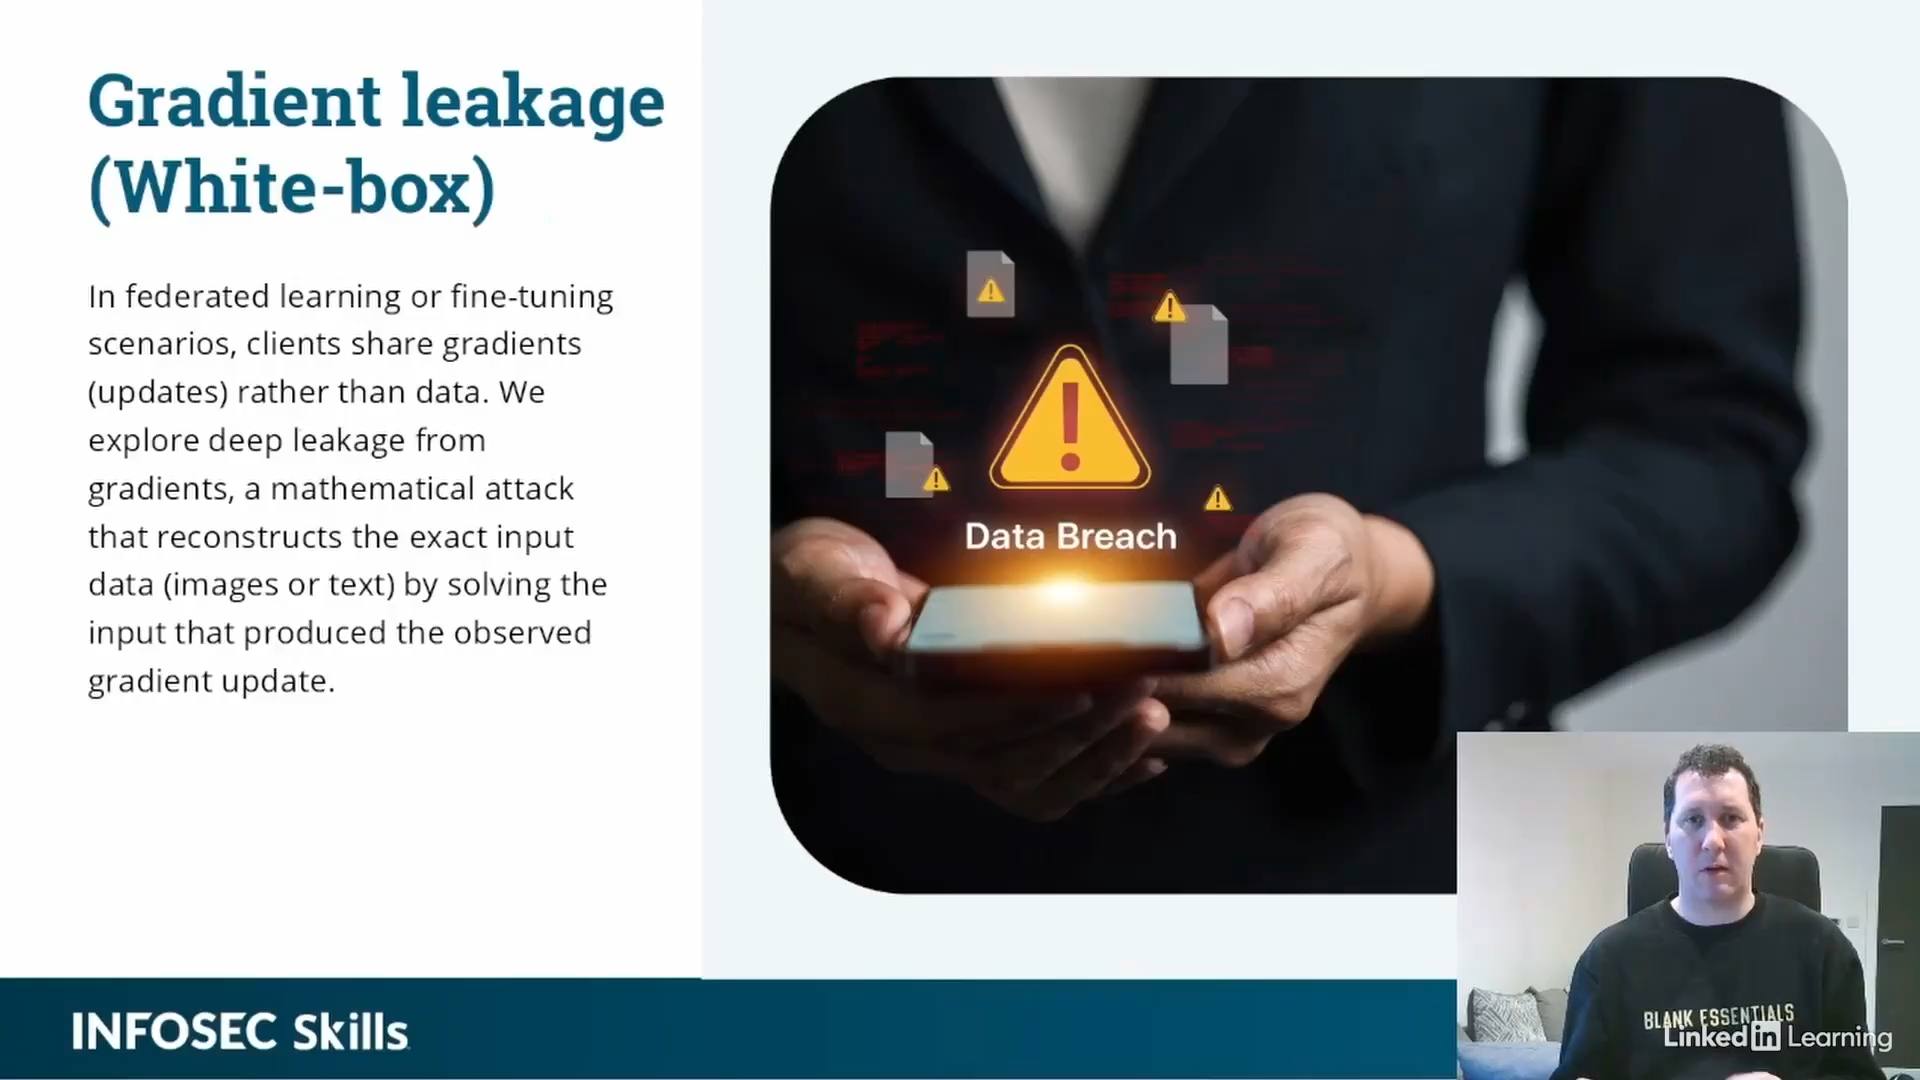 Gradient leakage
(White-box)
In federated learning or fine-tuning
scenarios, clients share gradients
(updates) rather than data. We
explore deep leakage from
gradients, a mathematical attack
that reconstructs the exact input
data (images or text) by solving the
input that produced the observed
gradient update.
Data Breach
INFOSEC Skills
BLANK ESSENTIALS
Linked in Learning